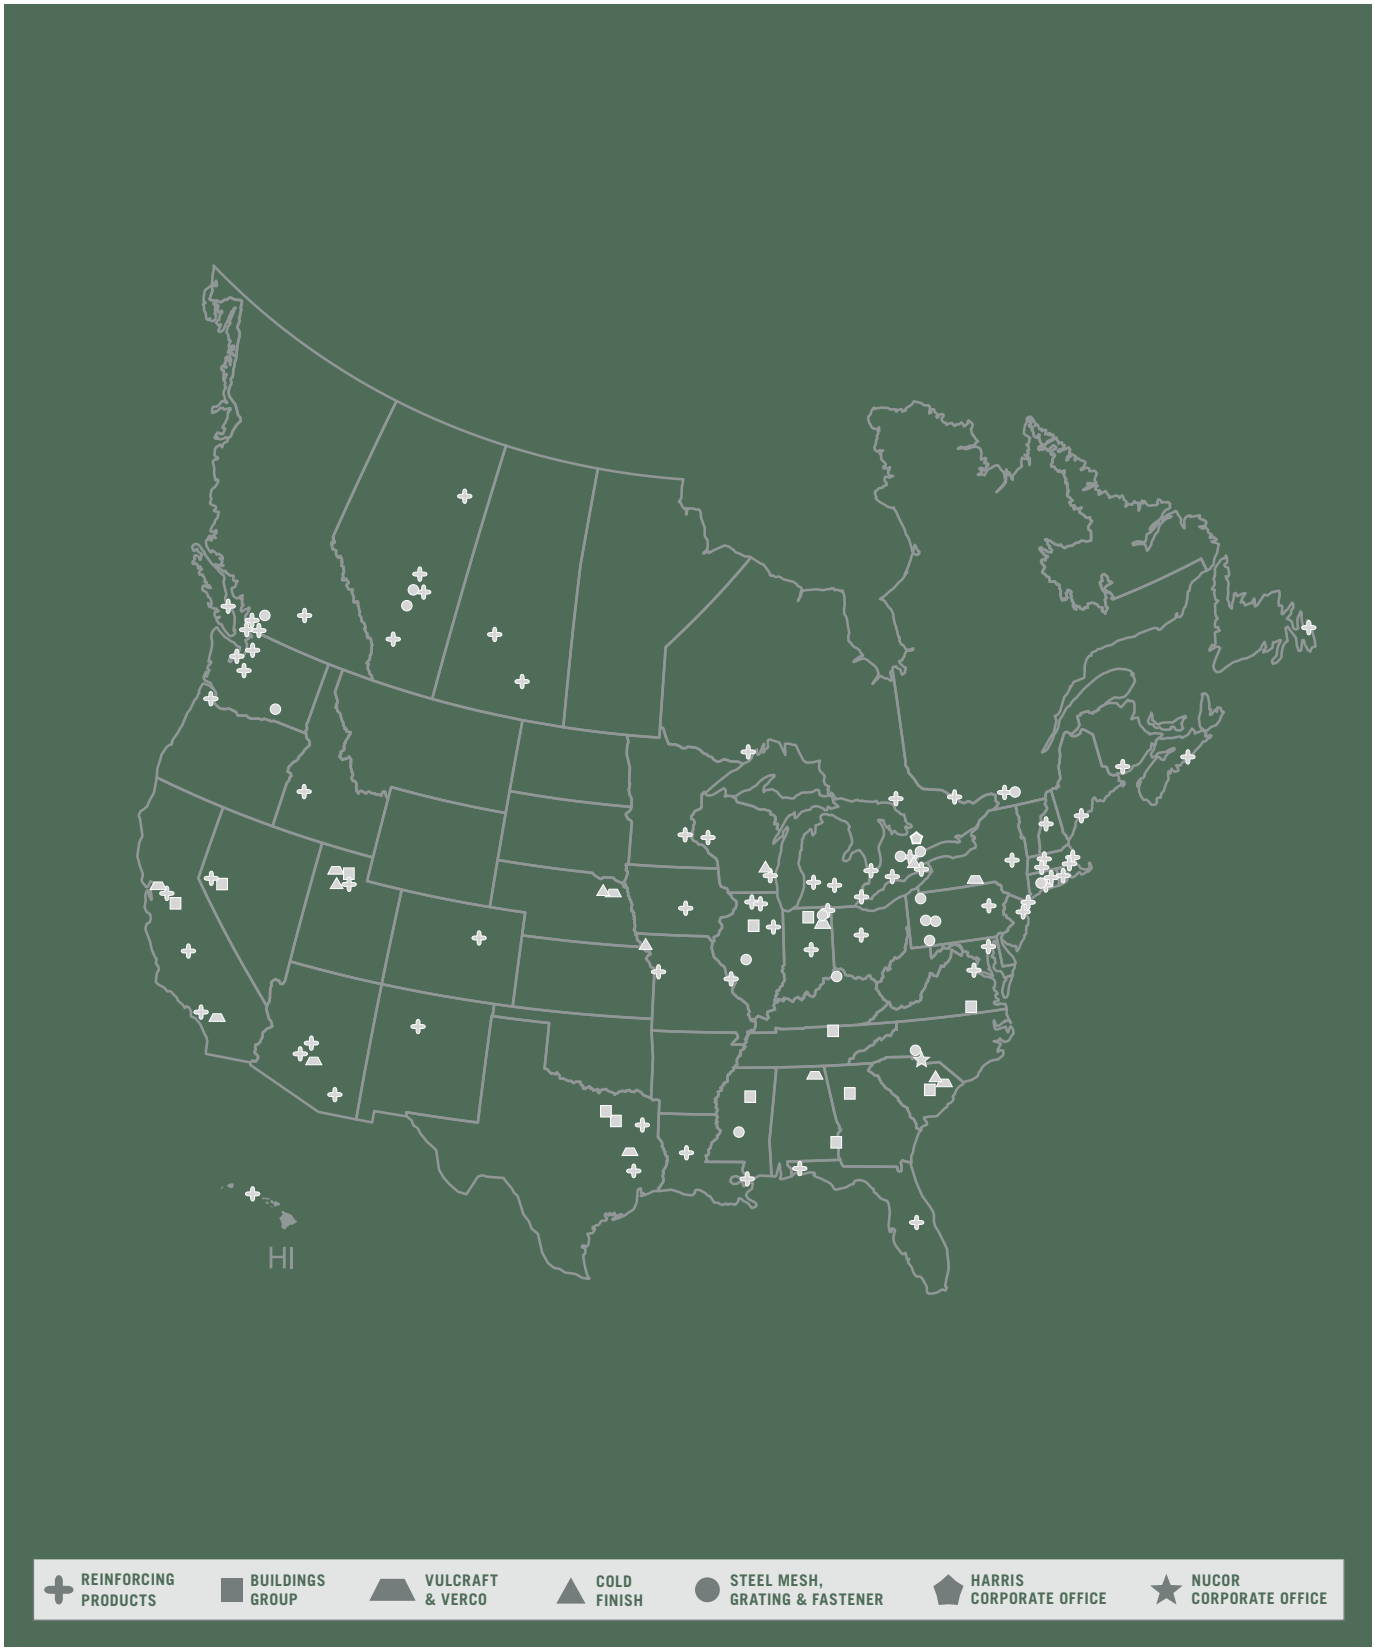 HI
REINFORCING
PRODUCTS
BUILDINGS
GROUP
VULCRAFT
& VERCO
COLD
FINISH
STEEL MESH,
GRATING & FASTENER
HARRIS
CORPORATE OFFICE
NUCOR
CORPORATE OFFICE